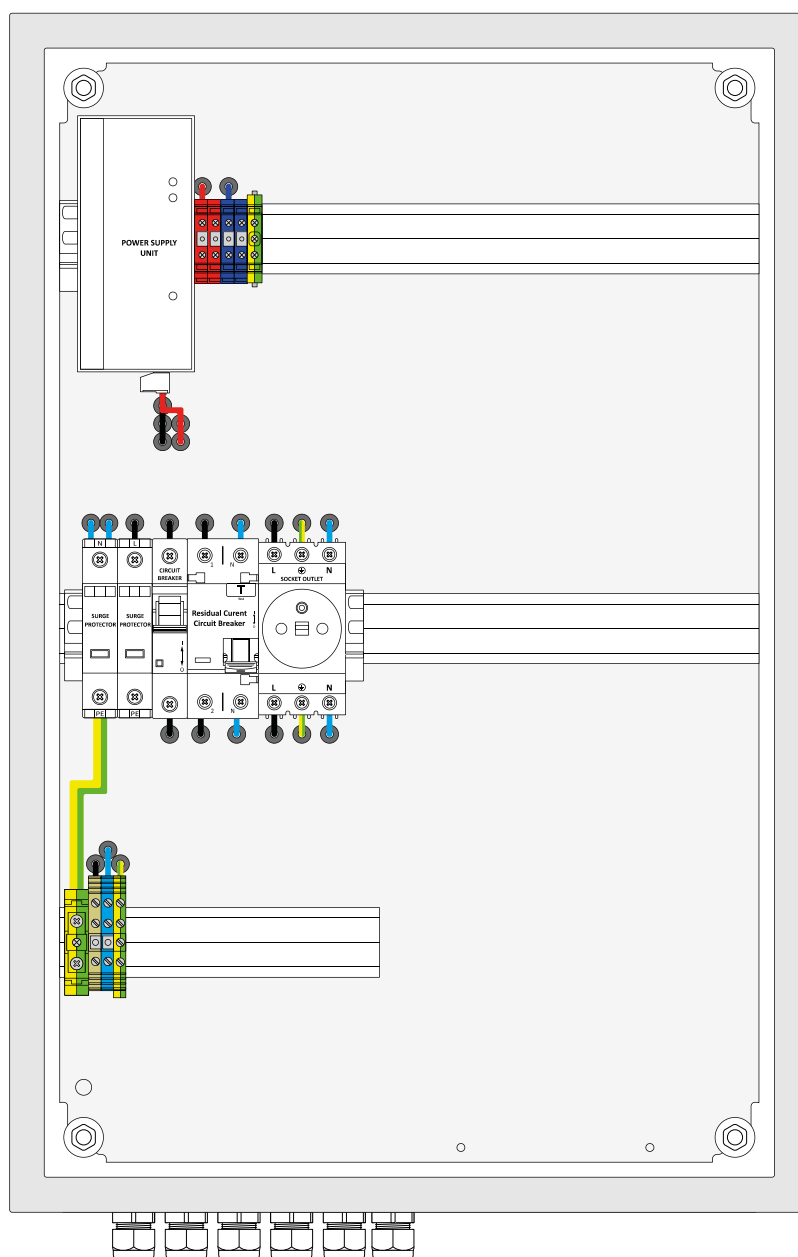 POWER SUPPLY
UNIT
N
L
CIRCUIT
BREAKER
1
N
L
N
SOCKET OUTLET
T
SURGE
PROTECTOR
SURGE
PROTECTOR
Residual Curent
Circuit Breaker
I
O
L
N
PE
PE
2
N